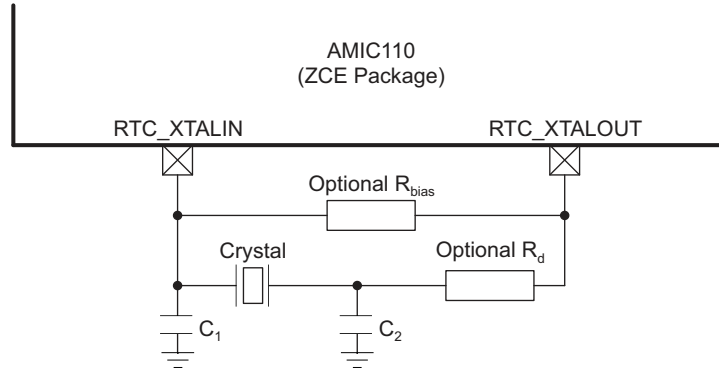 AMIC110
(ZCE Package)
RTC_XTALIN RTC_XTALOUT
Optional Rbias
Crystal Optional Rd
C1 C2